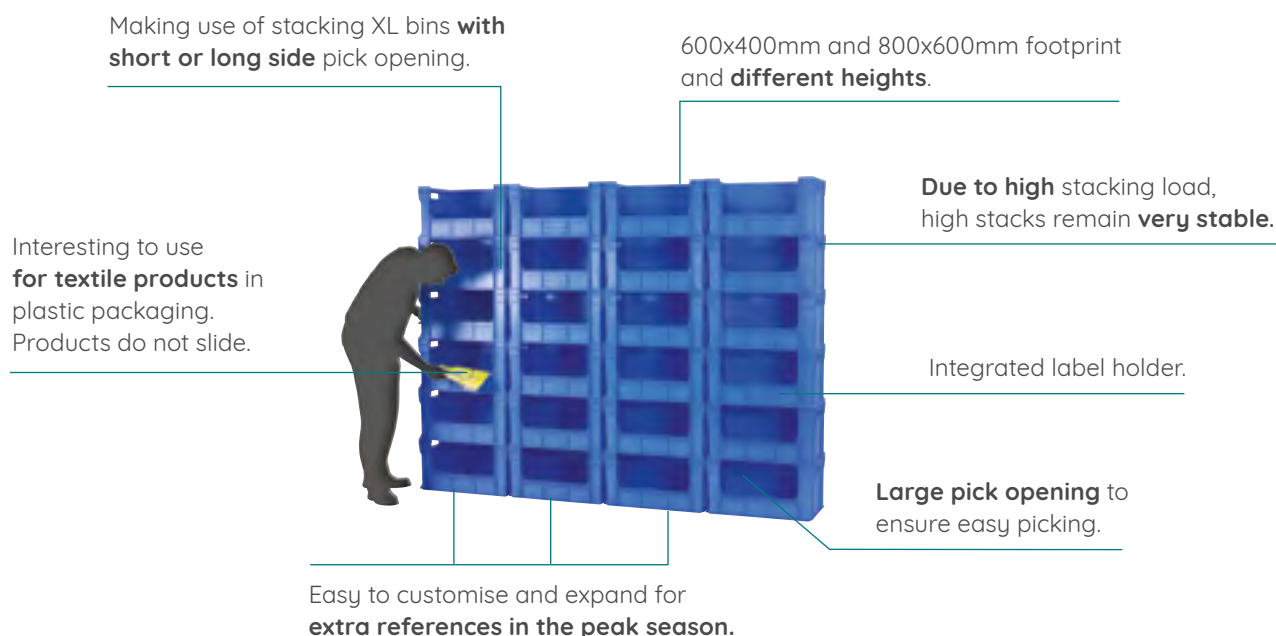 Making use of stacking XL bins with
short or long side pick opening.
600x400mm and 800x600mm footprint
and different heights.
Due to high stacking load,
high stacks remain very stable.
Interesting to use
for textile products in
plastic packaging.
Products do not slide.
Integrated label holder.
Large pick opening to
ensure easy picking.
Easy to customise and expand for
extra references in the peak season.